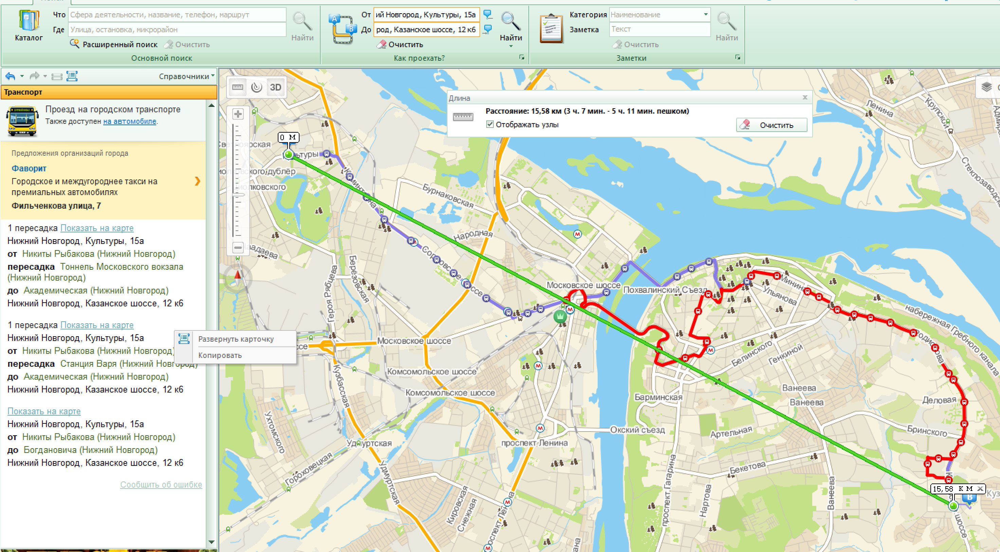 Что Сфера деятельности, название, телефон, маршрут
Где Улица, остановка, микрорайон
Каталог
Расширенный поиск Очистить
Найти
Основной поиск
От ий Новгород, Культуры, 15а
До род, Казанское шоссе, 12 к6
Очистить
Найти
Как проехать?
Категория Наименование
Заметка Текст
Очистить
Найти
Заметки
Справочники
Транспорт
Проезд на городском транспорте
Также доступен на автомобиле.
Предложения организаций города
Фаворит
Городское и междугороднее такси на
премиальных автомобилях
Фильченкова улица, 7
1 пересадка Показать на карте
Нижний Новгород, Культуры, 15а
от Никиты Рыбакова (Нижний Новгород)
пересадка Тоннель Московского вокзала
(Нижний Новгород)
до Академическая (Нижний Новгород)
Нижний Новгород, Казанское шоссе, 12 к6
1 пересадка Показать на карте
Нижний Новгород, Культуры, 15а
от Никиты Рыбакова (Нижний Новгород)
пересадка Станция Варя (Нижний Новгород)
до Академическая (Нижний Новгород)
Нижний Новгород, Казанское шоссе, 12 к6
Показать на карте
Нижний Новгород, Культуры, 15а
от Никиты Рыбакова (Нижний Новгород)
до Богдановича (Нижний Новгород)
Нижний Новгород, Казанское шоссе, 12 к6
Сообщить об ошибке
Развернуть карточку
Копировать
3D
Длина
Расстояние: 15,58 км (3 ч. 7 мин. - 5 ч. 11 мин. пешком)
Отображать узлы
Очистить
0 М
ьтуры
Бурнаковская
Народная
Ленина
Крупской
Стеклозаводск
Героя Рябцева
Берёзовская
Московское шоссе
Похвалинский Съезд
Минин
Ульянова
набережная Гребного канала
Московское шоссе
Белинского
Генкиной
Комсомольское шоссе
Комсомольское шоссе
Кузбасская
Ванеева
Ванеева
Деловая
Барминская
Ухтомского
Окский съезд
Артельная
Бринского
Удмуртская
проспект Ленина
Гороховецкая
Удмуртская
Бекетова
проспект Гагарина
Нартова
Ванеева
Кировская
Снежная
15,58 КМ
В
Куз
шоссе